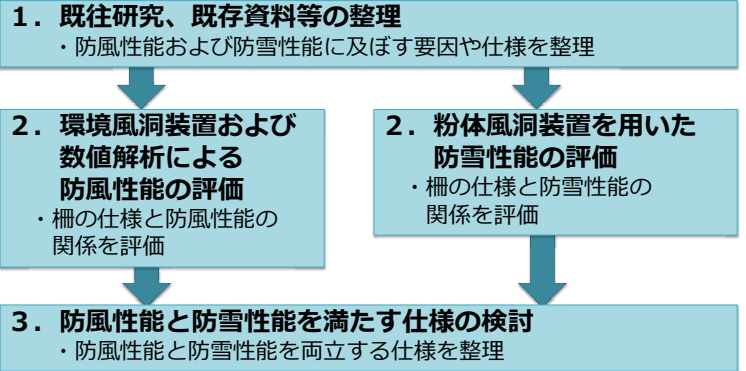 １．既往研究、既存資料等の整理
・防風性能および防雪性能に及ぼす要因や仕様を整理
２．環境風洞装置および
数値解析による
防風性能の評価
・柵の仕様と防風性能の
関係を評価
２．粉体風洞装置を用いた
防雪性能の評価
・柵の仕様と防雪性能の
関係を評価
３．防風性能と防雪性能を満たす仕様の検討
・防風性能と防雪性能を両立する仕様を整理